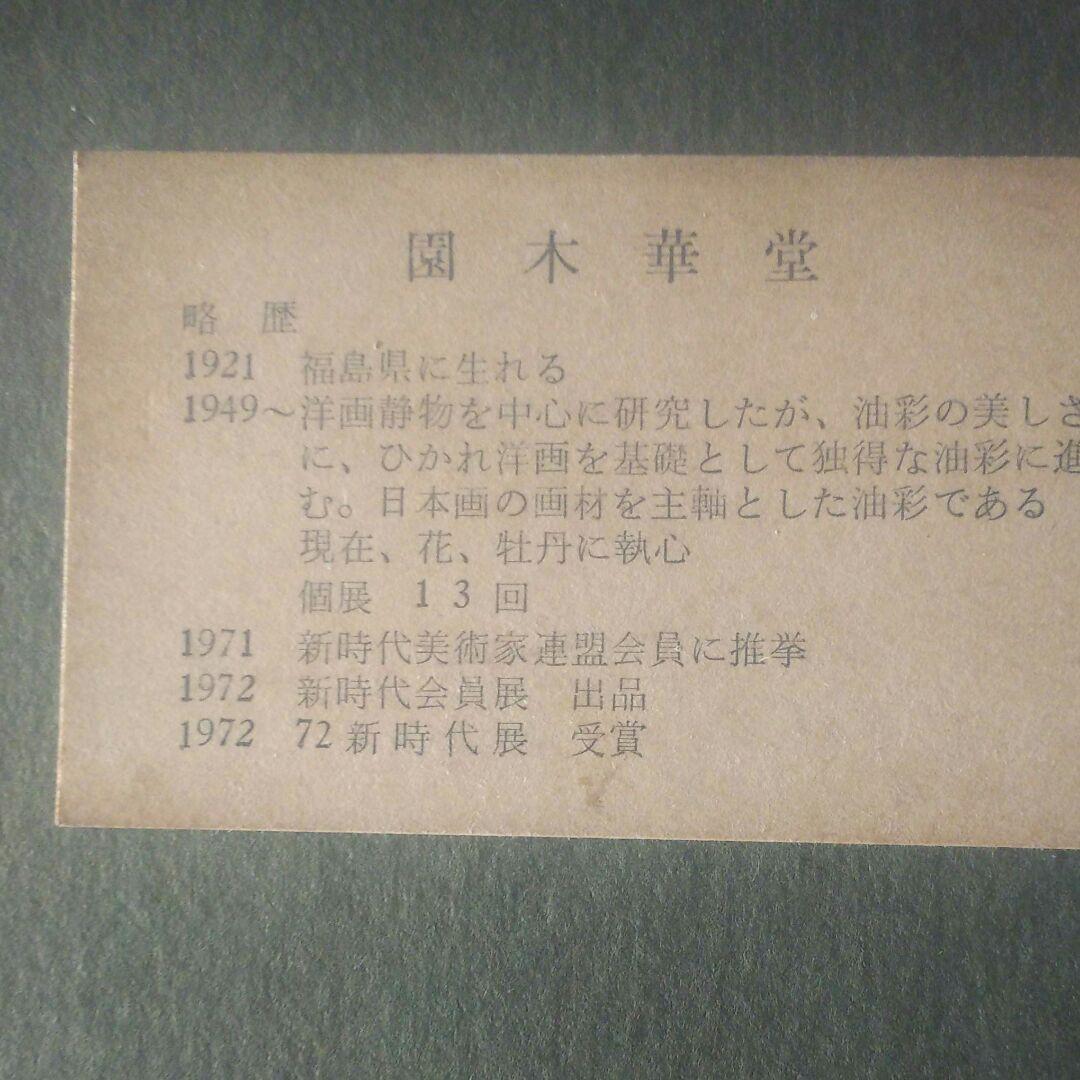 園木華堂
略歴
1921 福島県に生れる
1949～洋画静物を中心に研究したが、油彩の美しさ
に、ひかれ洋画を基礎として独得な油彩に進
む。日本画の画材を主軸とした油彩である
現在、花、牡丹に執心
個展 13回
1971 新時代美術家連盟会員に推挙
1972 新時代会員展 出品
1972 72新時代展 受賞